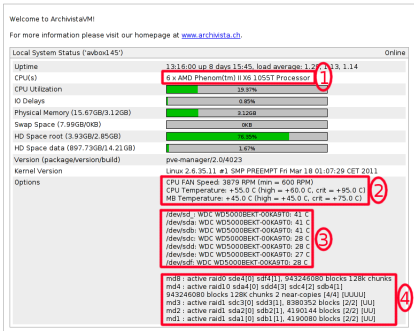 Welcome to ArchivistaVM!
For more information please visit our homepage at www.archivista.ch.
Local System Status ('avbox145') Online
Uptime 13:16:00 up 8 days 15:45, load average: 1.25, 1.13, 1.14
CPU(s) 6 x AMD Phenom(tm) II X6 1055T Processor 1
CPU Utilization 19.37%
IO Delays 0.85%
Physical Memory (15.67GB/3.12GB) 3.12GB
Swap Space (7.99GB/0KB) 0KB
HD Space root (3.93GB/2.85GB)
HD Space data (897.73GB/14.21GB) 1.67%
Version (package/version/build) pve-manager/2.0/4023
Kernel Version Linux 2.6.35.11 #1 SMP PREEMPT Fri Mar 18 01:07:29 CET 2011
Options CPU FAN Speed: 3879 RPM (min = 600 RPM)
CPU Temperature: +55.0 C (high = +60.0 C, crit = +95.0 C) 2
MB Temperature: +45.0 C (high = +45.0 C, crit = +75.0 C)
WDC WD5000BEKT-00KA9T0: 41 C
/dev/sda: WDC WD5000BEKT-00KA9T0: 41 C
/dev/sdb: WDC WD5000BEKT-00KA9T0: 42 C
/dev/sdc: WDC WD5000BEKT-00KA9T0: 28 C 3
/dev/sdd: WDC WD5000BEKT-00KA9T0: 28 C
/dev/sde: WDC WD5000BEKT-00KA9T0: 27 C
/dev/sdf: WDC WD5000BEKT-00KA9T0: 28 C
md8 : active raid0 sde4[0] sdf4[1], 943246080 blocks 128k chunks
md4 : active raid10 sda4[0] sdd4[3] sdc4[2] sdb4[1]
943246080 blocks 128K chunks 2 near-copies [4/4] [UUUU] 4
md3 : active raid1 sdc3[0] sdd3[1], 8380352 blocks [2/2] [UU]
md2 : active raid1 sda2[0] sdb2[1], 4190144 blocks [2/2] [UU]
md1 : active raid1 sda1[0] sdb1[1], 4190080 blocks [2/2] [UU]